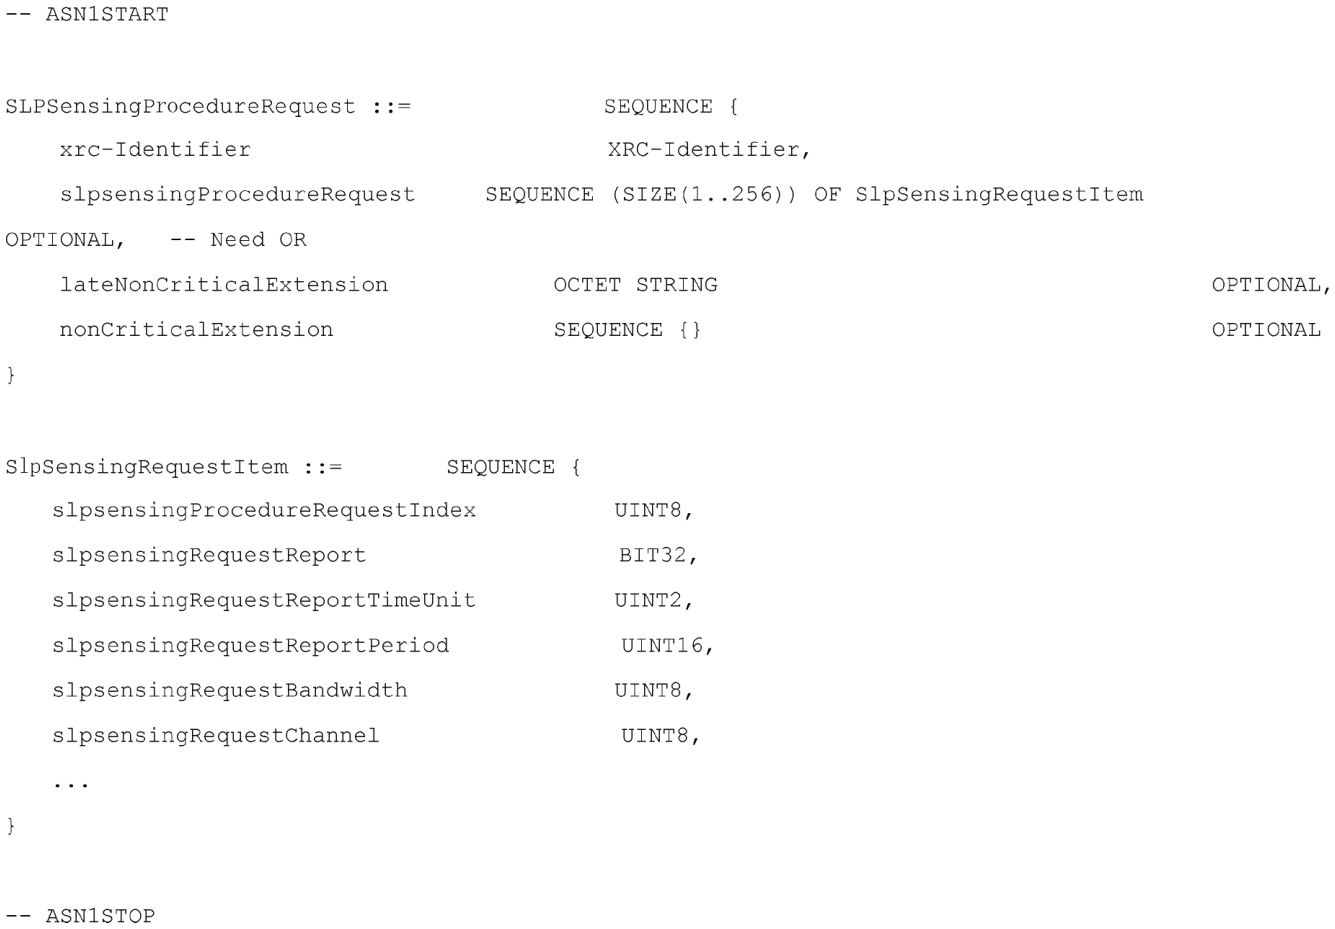 -- ASN1START
SLPSensingProcedureRequest ::= SEQUENCE {
xrc-Identifier XRC-Identifier,
slpsensingProcedureRequest SEQUENCE (SIZE(1..256)) OF SlpSensingRequestItem
OPTIONAL, -- Need OR
lateNonCriticalExtension OCTET STRING OPTIONAL,
nonCriticalExtension SEQUENCE {} OPTIONAL
}
SlpSensingRequestItem ::= SEQUENCE {
slpsensingProcedureRequestIndex UINT8,
slpsensingRequestReport BIT32,
slpsensingRequestReportTimeUnit UINT2,
slpsensingRequestReportPeriod UINT16,
slpsensingRequestBandwidth UINT8,
slpsensingRequestChannel UINT8,
...
}
-- ASN1STOP